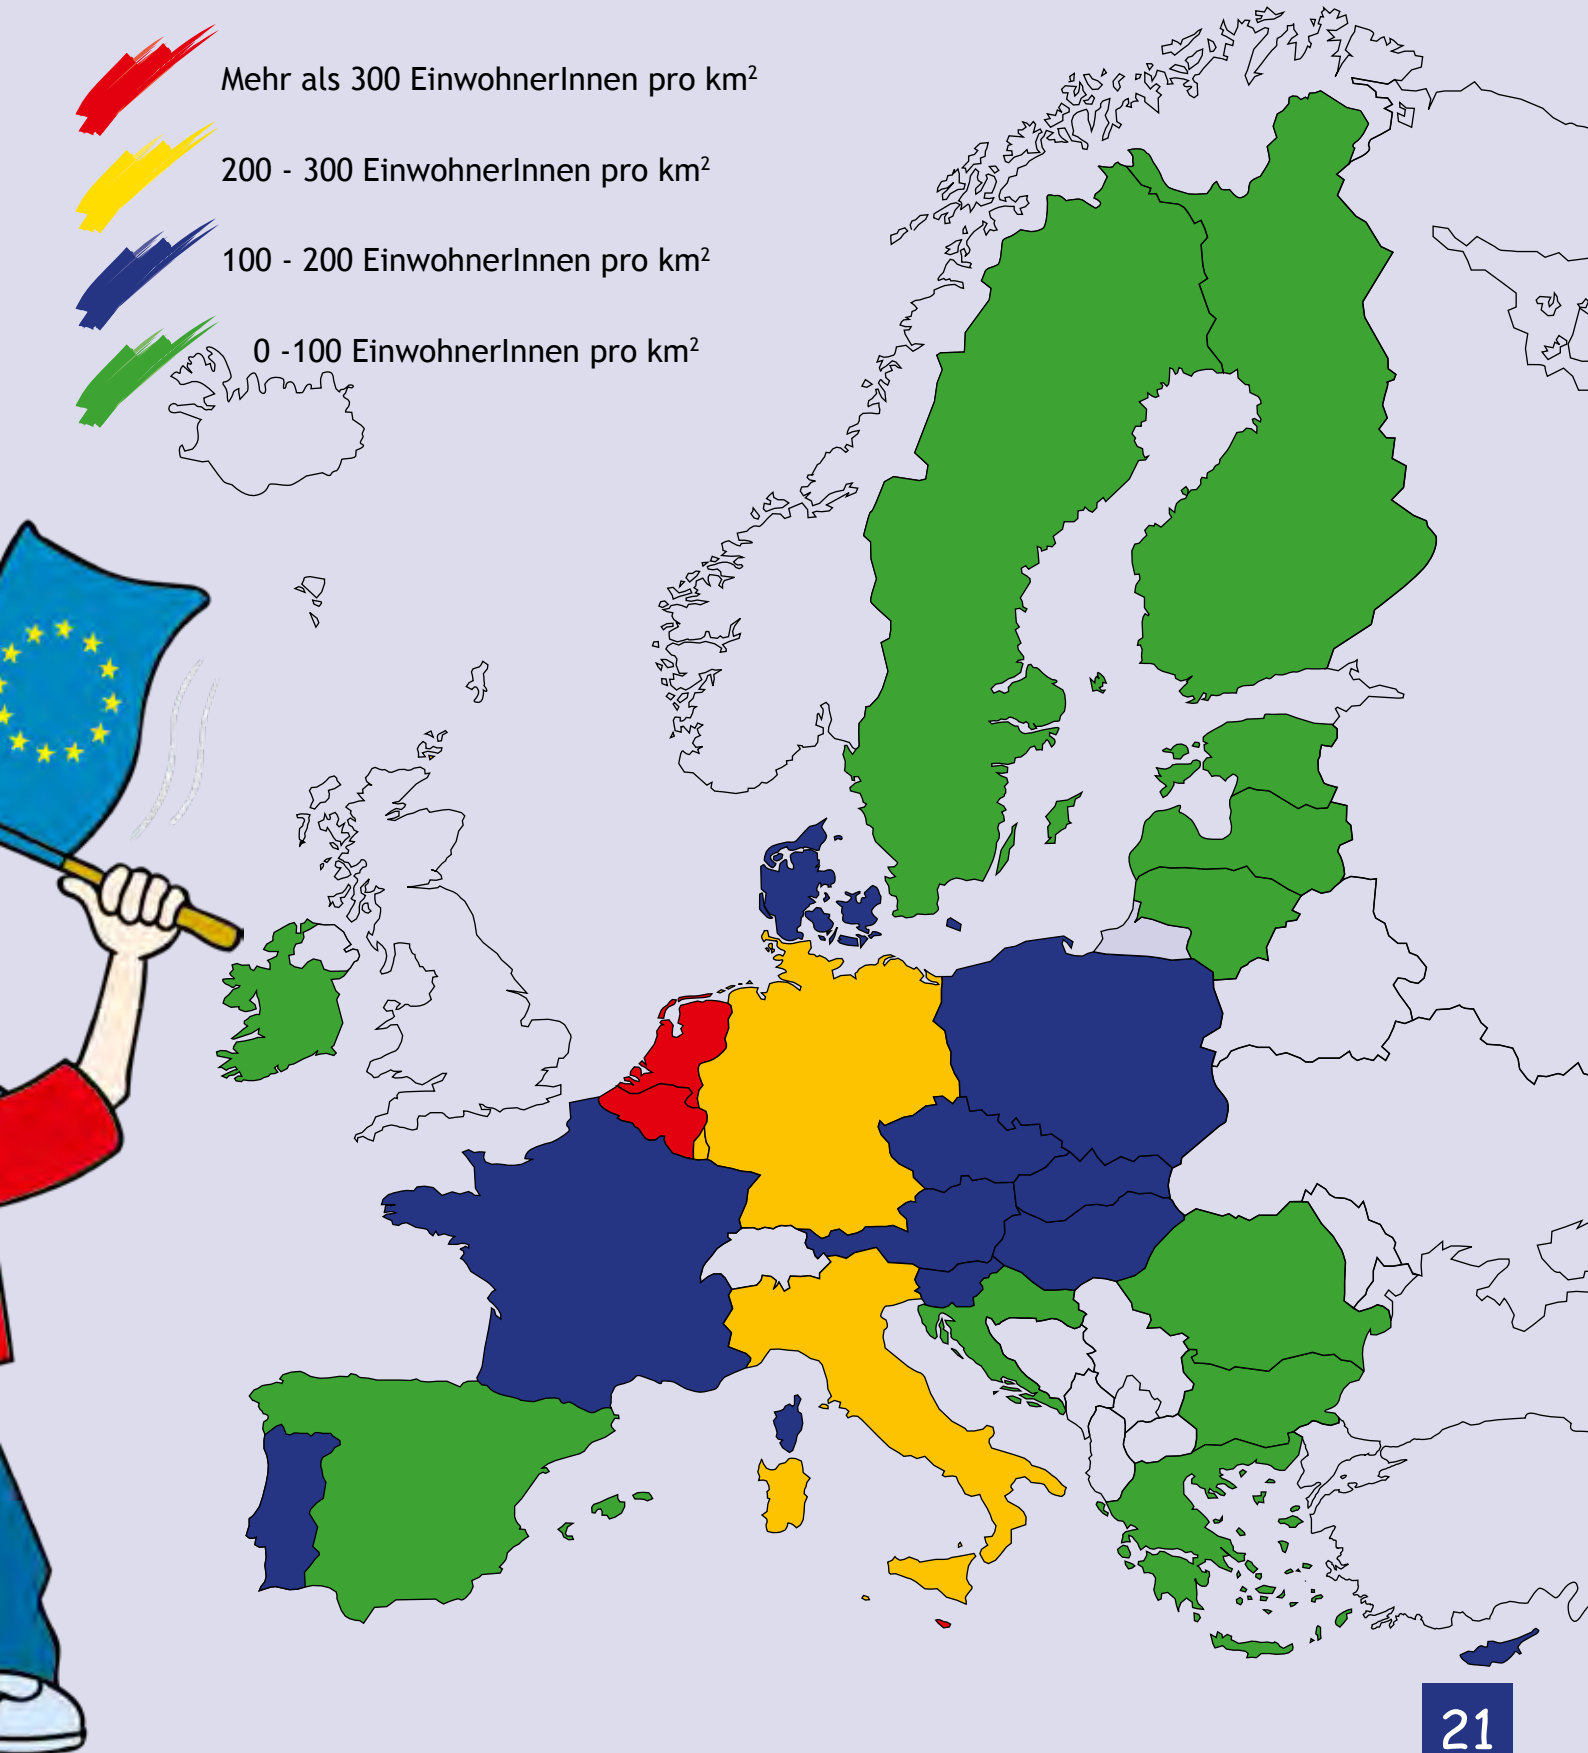 Mehr als 300 EinwohnerInnen pro km²
200 - 300 EinwohnerInnen pro km²
100 - 200 EinwohnerInnen pro km²
0 -100 EinwohnerInnen pro km²
21